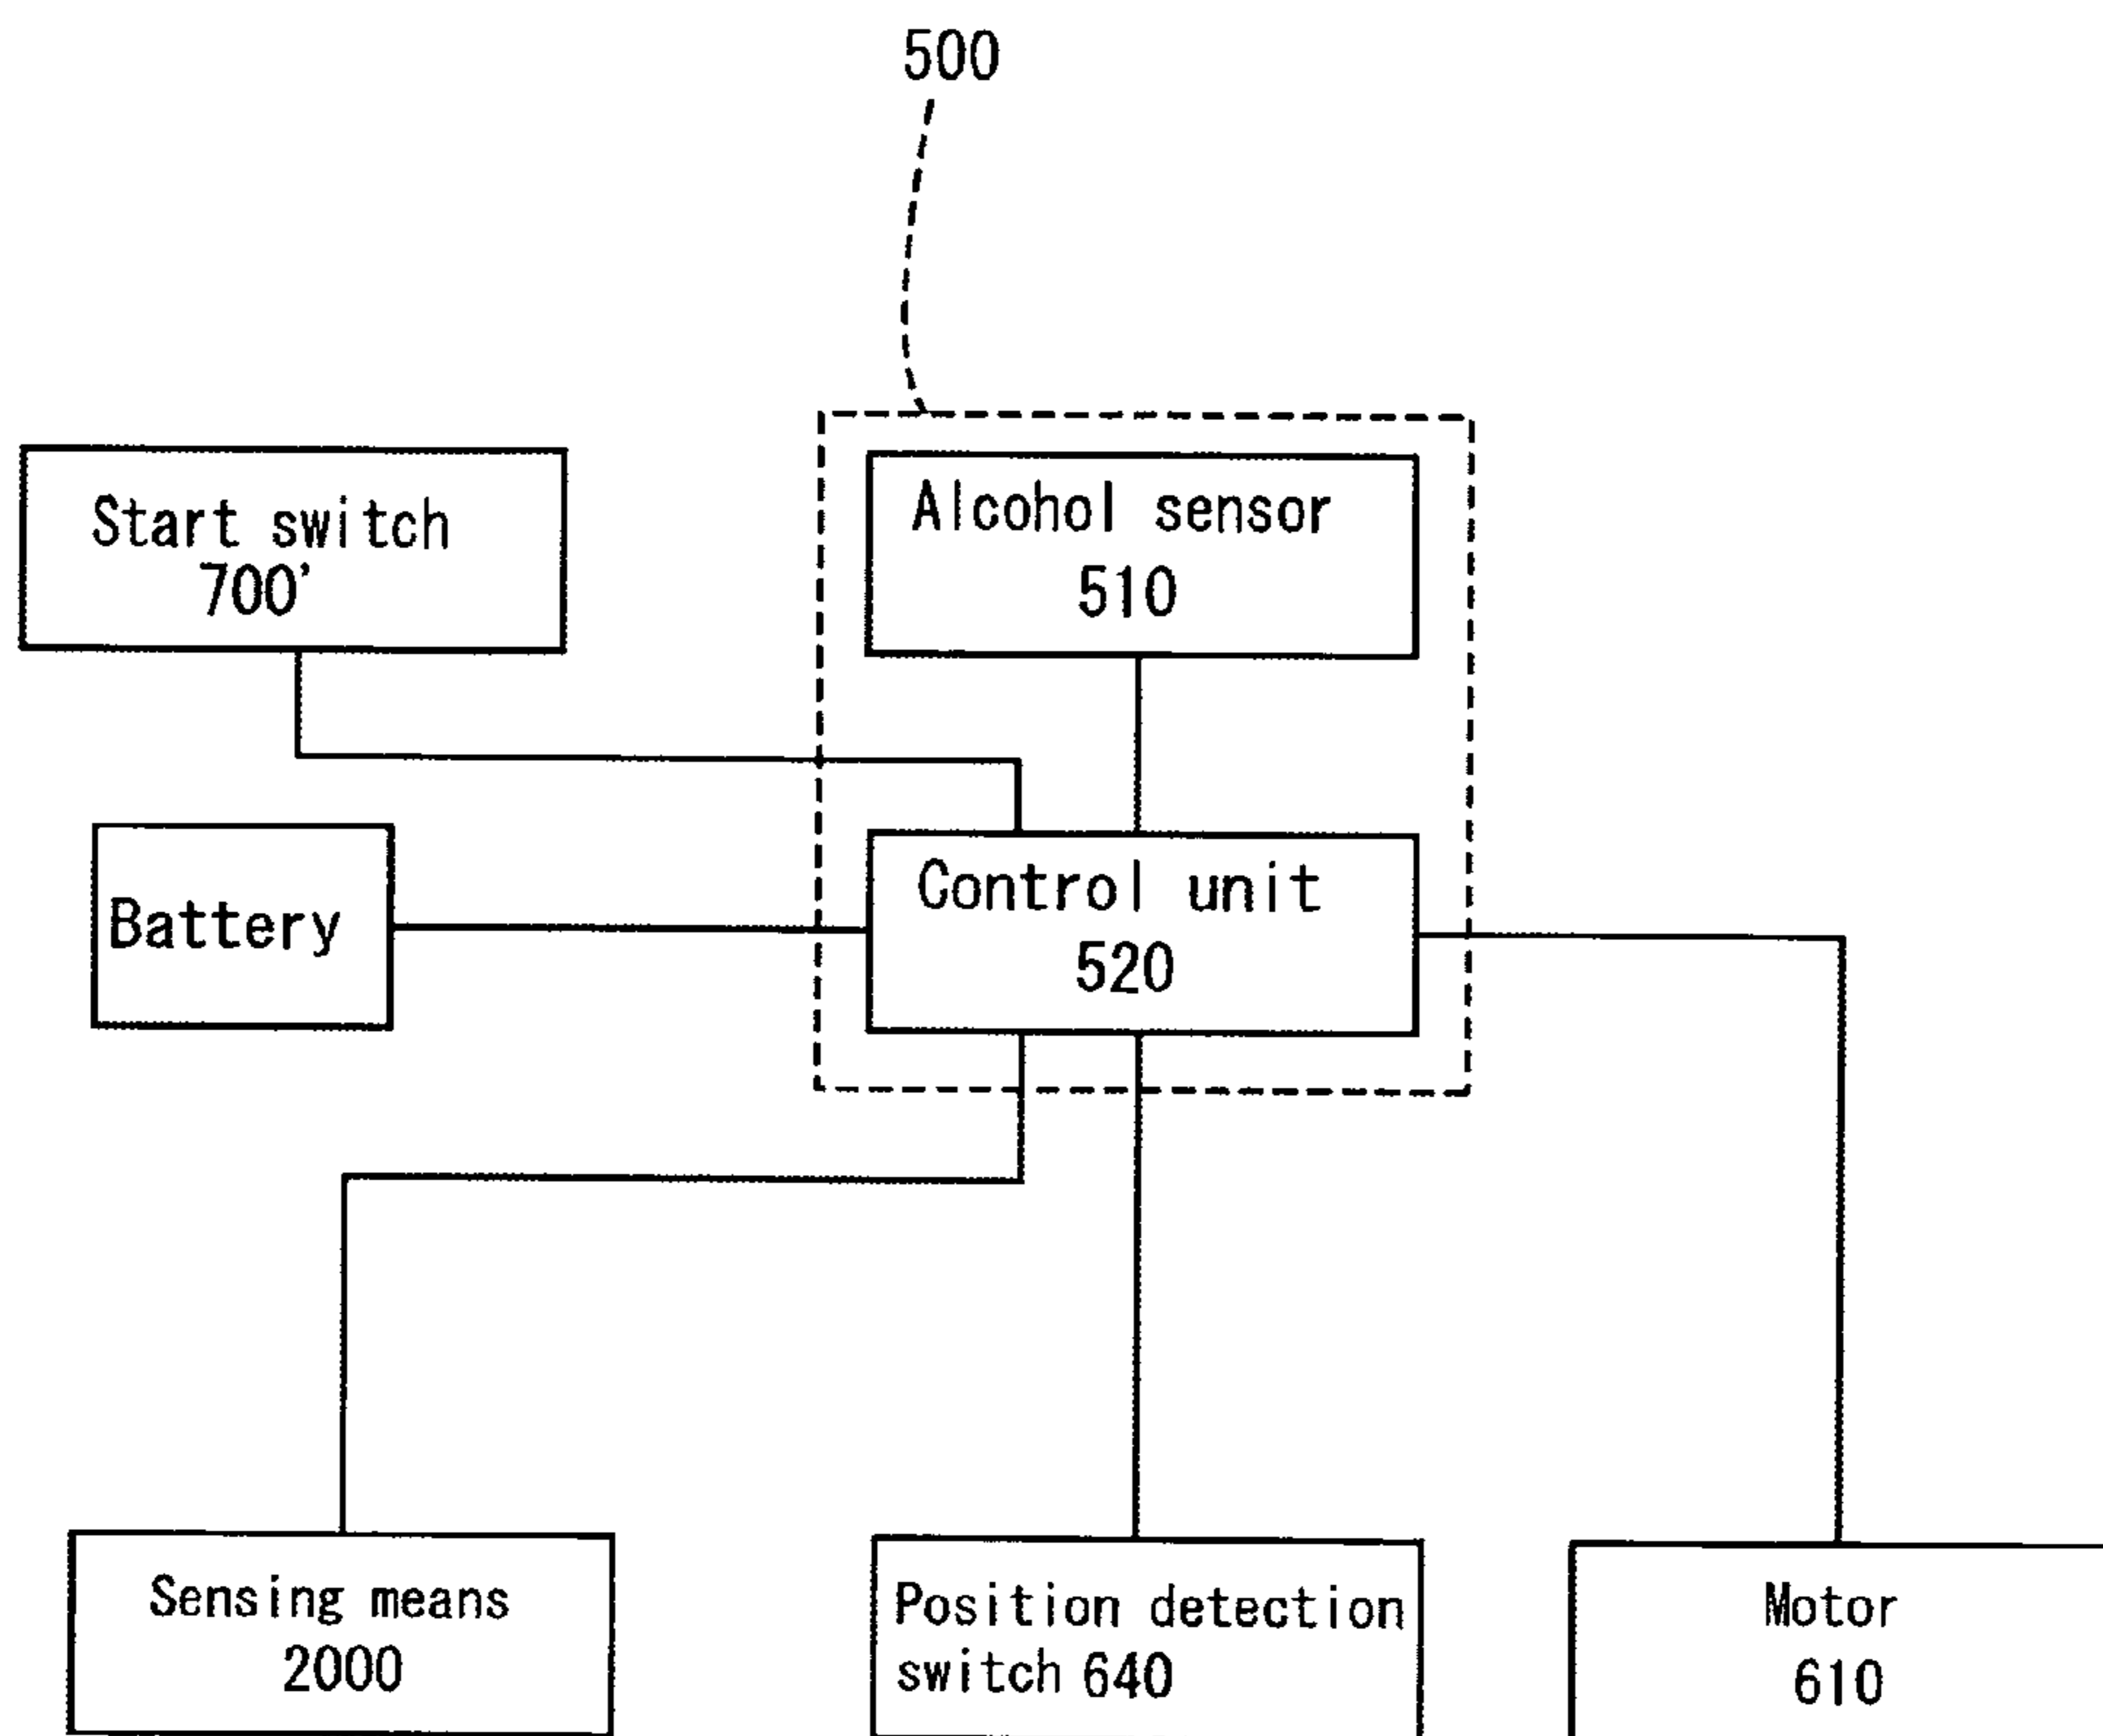 500
Start switch
700'
Alcohol sensor
510
Battery
Control unit
520
Sensing means
2000
Position detection
switch 640
Motor
610